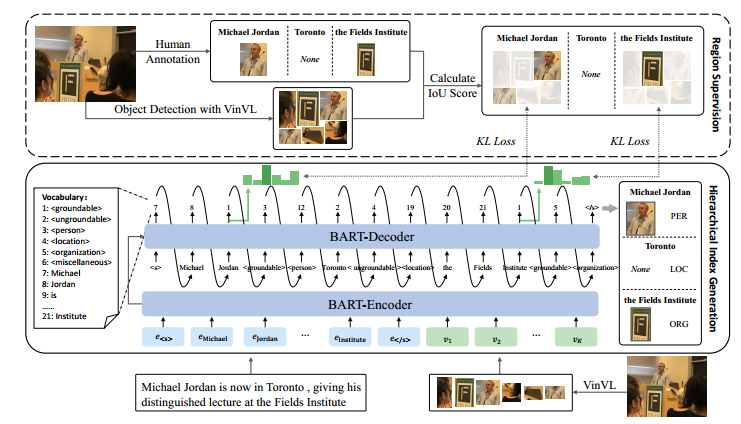 Michael Jordan
Toronto
the Fields Institute
None
Human
Annotation
Object Detection with VinVL
Calculate
IoU Score
Michael Jordan
Toronto
the Fields Institute
None
Region Supervision
KL Loss
KL Loss
Vocabulary:
1: <groundable>
2: <ungroundable>
3: <person>
4: <location>
5: <organization>
6: <miscellaneous>
7: Michael
8: Jordan
9: is
......
21: Institute
7 8 1 3 12 2 4 19 20 21 1 5 </s>
BART-Decoder
<s> Michael Jordan <groundable> <person> Toronto < ungroundable> <location> the Fields Institute <groundable> <organization>
BART-Encoder
e<s> eMichael eJordan ... eInstitute e</s> v1 v2 ... vK
Michael Jordan
PER
Toronto
None LOC
the Fields Institute
ORG
Hierarchical Index Generation
Michael Jordan is now in Toronto , giving his
distinguished lecture at the Fields Institute
VinVL